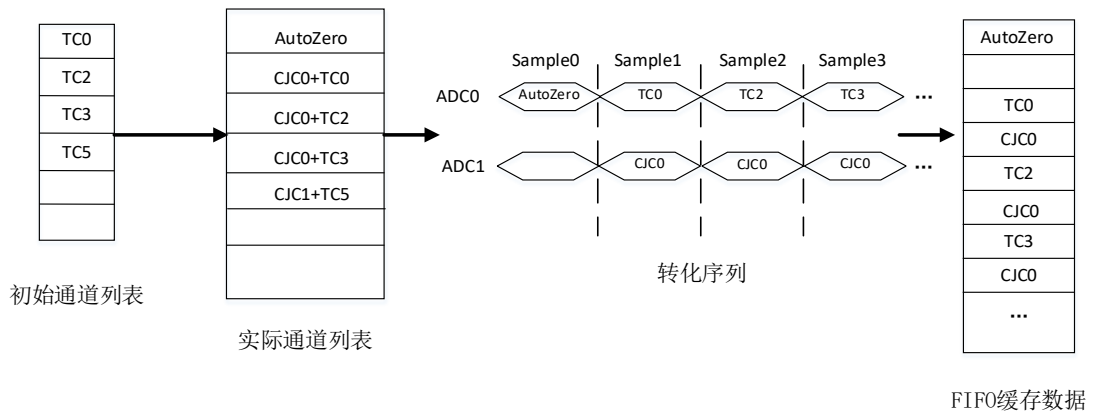 TC0
TC2
TC3
TC5
初始通道列表
AutoZero
CJC0+TC0
CJC0+TC2
CJC0+TC3
CJC1+TC5
实际通道列表
Sample0 Sample1 Sample2 Sample3
ADC0 AutoZero TC0 TC2 TC3 ...
ADC1 CJC0 CJC0 CJC0 ...
转化序列
AutoZero
TC0
CJC0
TC2
CJC0
TC3
CJC0
...
FIFO缓存数据